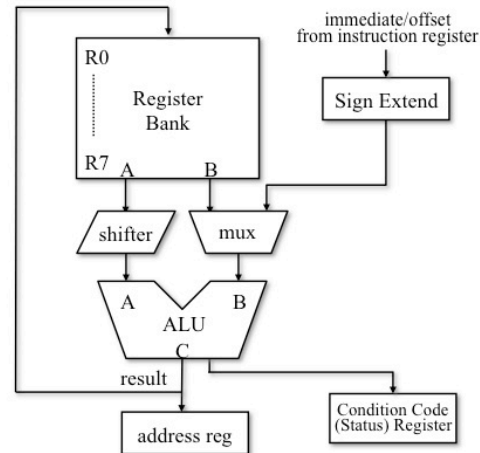 immediate/offset
from instruction register
R0
Register
Bank
R7
A
B
Sign Extend
shifter
mux
A
B
ALU
C
result
address reg
Condition Code
(Status) Register